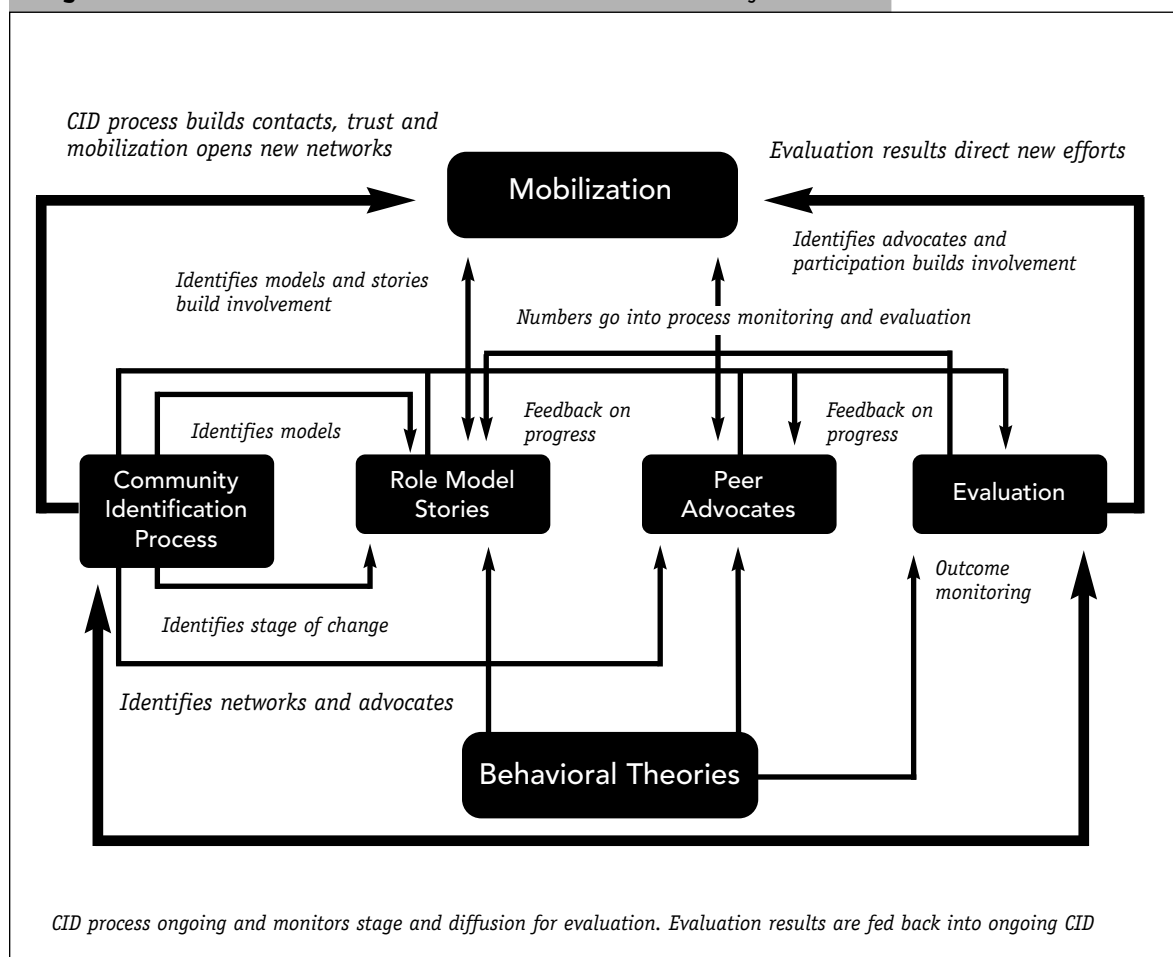 CID process builds contacts, trust and
mobilization opens new networks
Evaluation results direct new efforts
Mobilization
Identifies advocates and
participation builds involvement
Identifies models and stories
build involvement
Numbers go into process monitoring and evaluation
Identifies models
Feedback on
progress
Feedback on
progress
Community
Identification
Process
Role Model
Stories
Peer
Advocates
Evaluation
Outcome
monitoring
Identifies stage of change
Identifies networks and advocates
Behavioral Theories
CID process ongoing and monitors stage and diffusion for evaluation. Evaluation results are fed back into ongoing CID